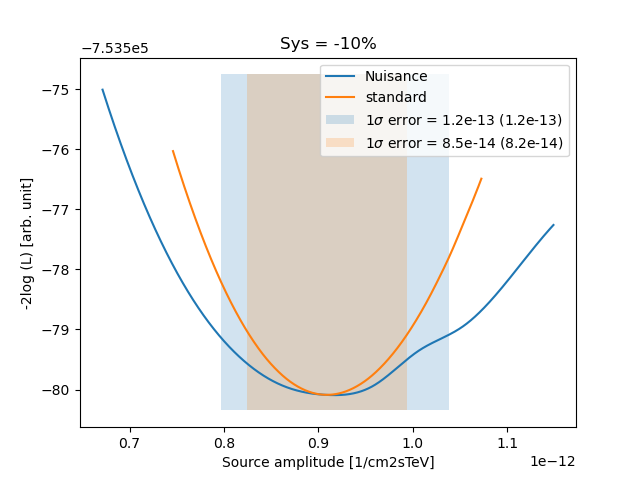 Sys = -10%
−7.535e5
Nuisance
standard
1σ error = 1.2e-13 (1.2e-13)
1σ error = 8.5e-14 (8.2e-14)
-2log (L) [arb. unit]
−75
−76
−77
−78
−79
−80
0.7 0.8 0.9 1.0 1.1
Source amplitude [1/cm2sTeV]
1e−12